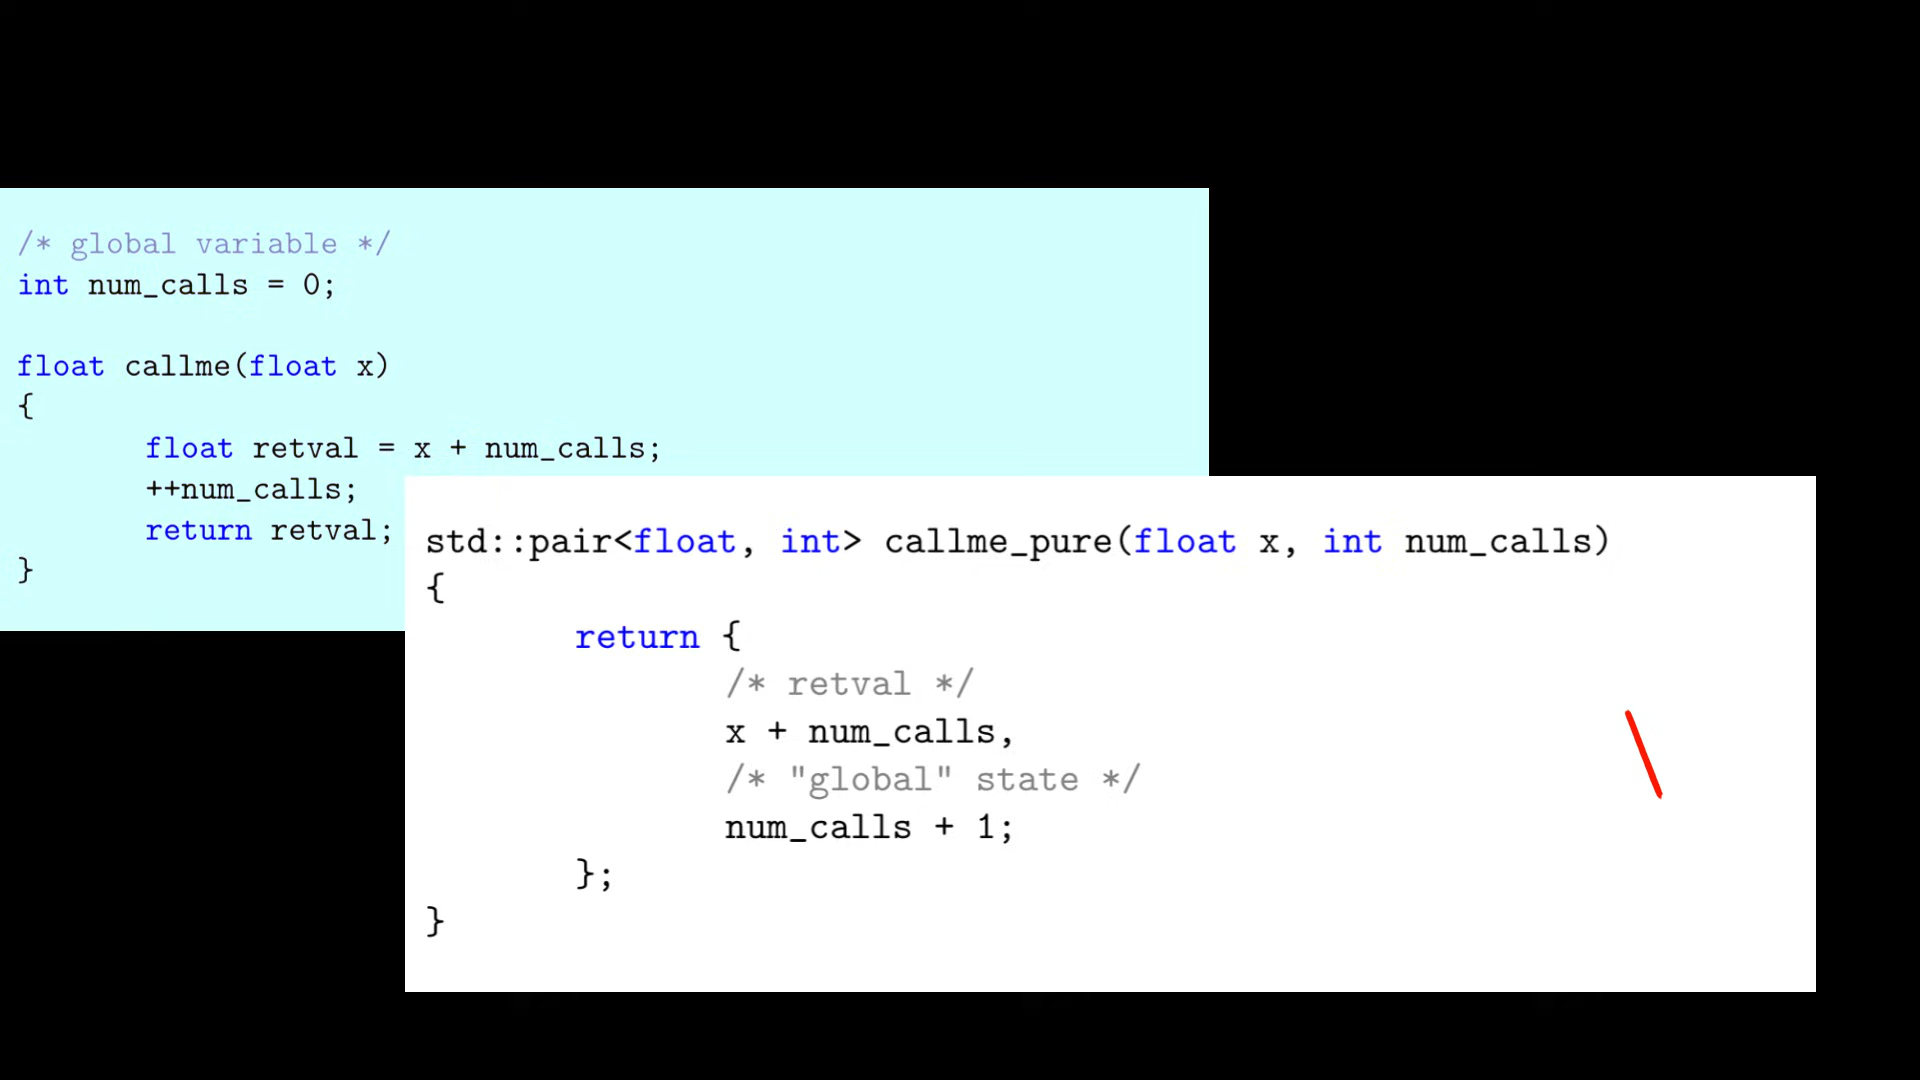 /* global variable */
int num_calls = 0;
float callme(float x)
{
float retval = x + num_calls;
++num_calls;
return retval;
}
std::pair<float, int> callme_pure(float x, int num_calls)
{
return {
/* retval */
x + num_calls,
/* "global" state */
num_calls + 1;
};
}